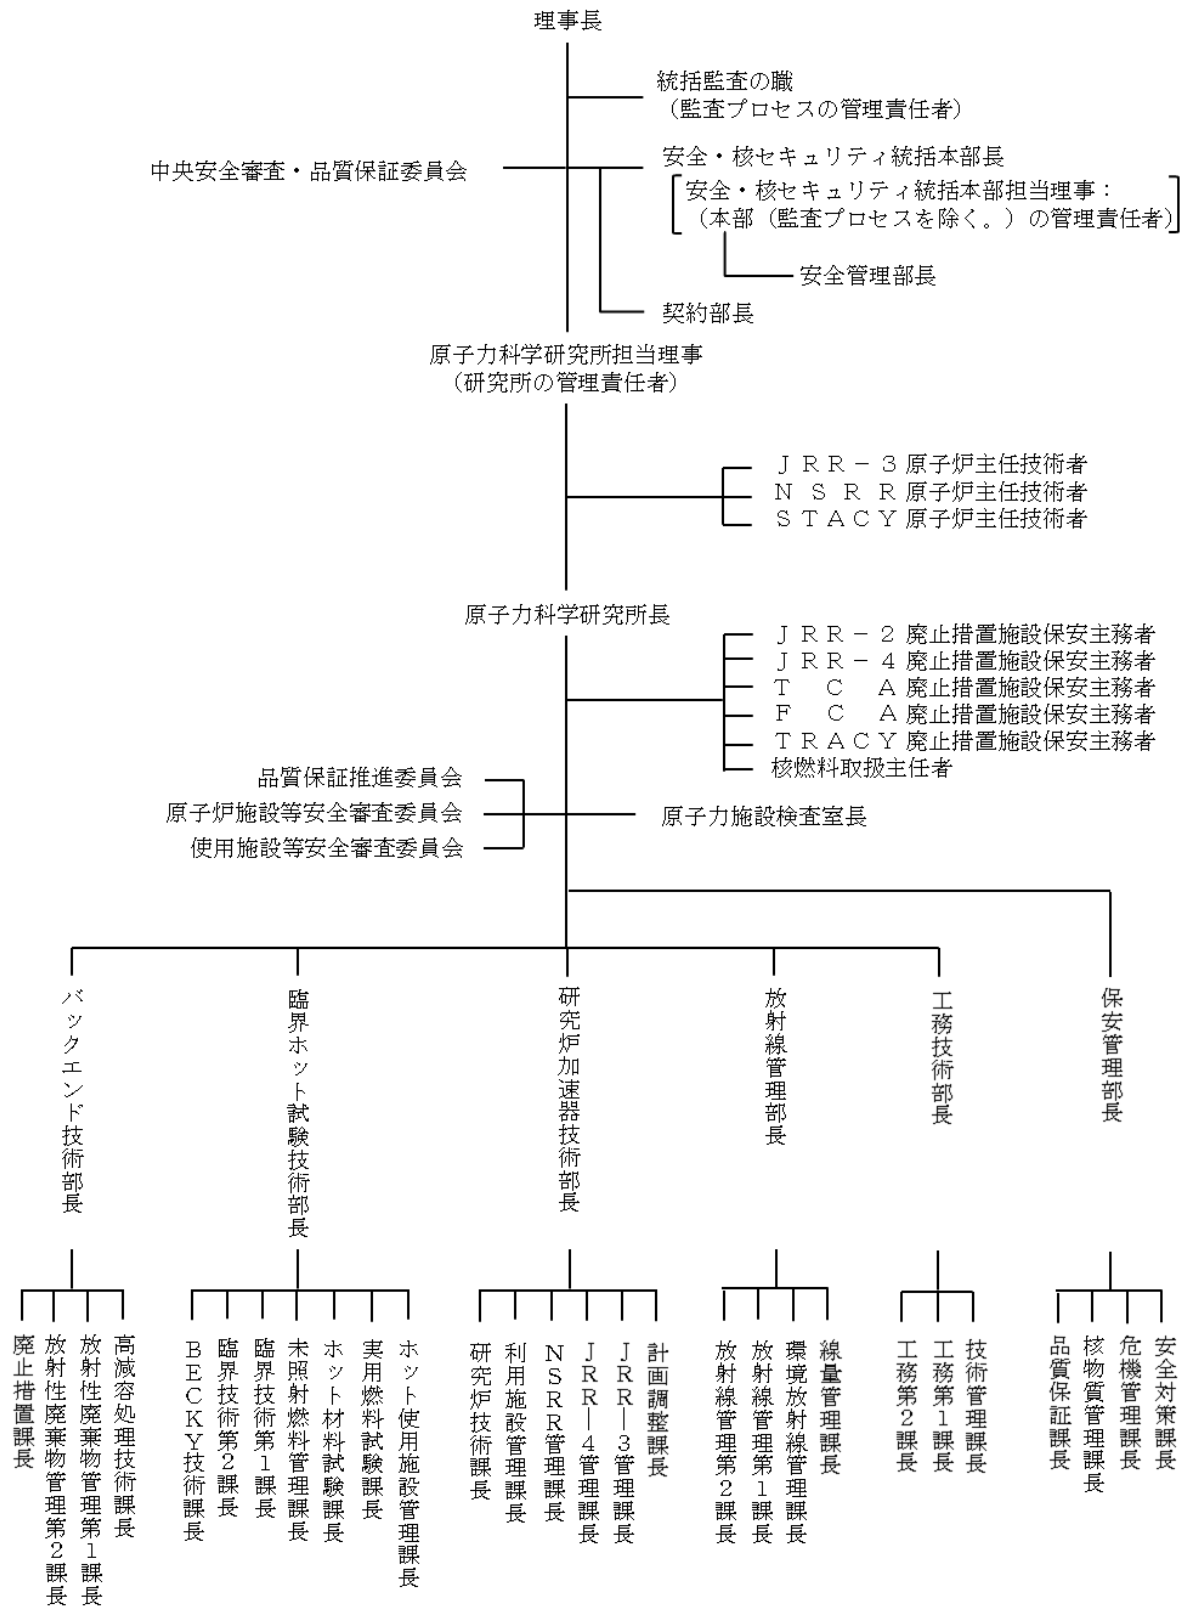 理事長
統括監査の職
（監査プロセスの管理責任者）
中央安全審査・品質保証委員会
安全・核セキュリティ統括本部長
安全・核セキュリティ統括本部担当理事：
（本部（監査プロセスを除く。）の管理責任者）
安全管理部長
契約部長
原子力科学研究所担当理事
（研究所の管理責任者）
ＪＲＲ－３原子炉主任技術者
ＮＳＲＲ原子炉主任技術者
ＳＴＡＣＹ原子炉主任技術者
原子力科学研究所長
ＪＲＲ－２廃止措置施設保安主務者
ＪＲＲ－４廃止措置施設保安主務者
ＴＣＡ廃止措置施設保安主務者
ＦＣＡ廃止措置施設保安主務者
ＴＲＡＣＹ廃止措置施設保安主務者
核燃料取扱主任者
品質保証推進委員会
原子炉施設等安全審査委員会
使用施設等安全審査委員会
原子力施設検査室長
バックエンド技術部長
臨界ホット試験技術部長
研究炉加速器技術部長
放射線管理部長
工務技術部長
保安管理部長
廃止措置課長
放射性廃棄物管理第２課長
放射性廃棄物管理第１課長
高減容処理技術課長
ＢＥＣＫＹ技術課長
臨界技術第２課長
臨界技術第１課長
未照射燃料管理課長
ホット材料試験課長
実用燃料試験課長
ホット使用施設管理課長
研究炉技術課長
利用施設管理課長
ＮＳＲＲ管理課長
ＪＲＲ―４管理課長
ＪＲＲ―３管理課長
計画調整課長
放射線管理第２課長
放射線管理第１課長
環境放射線管理課長
線量管理課長
工務第２課長
工務第１課長
技術管理課長
品質保証課長
核物質管理課長
危機管理課長
安全対策課長